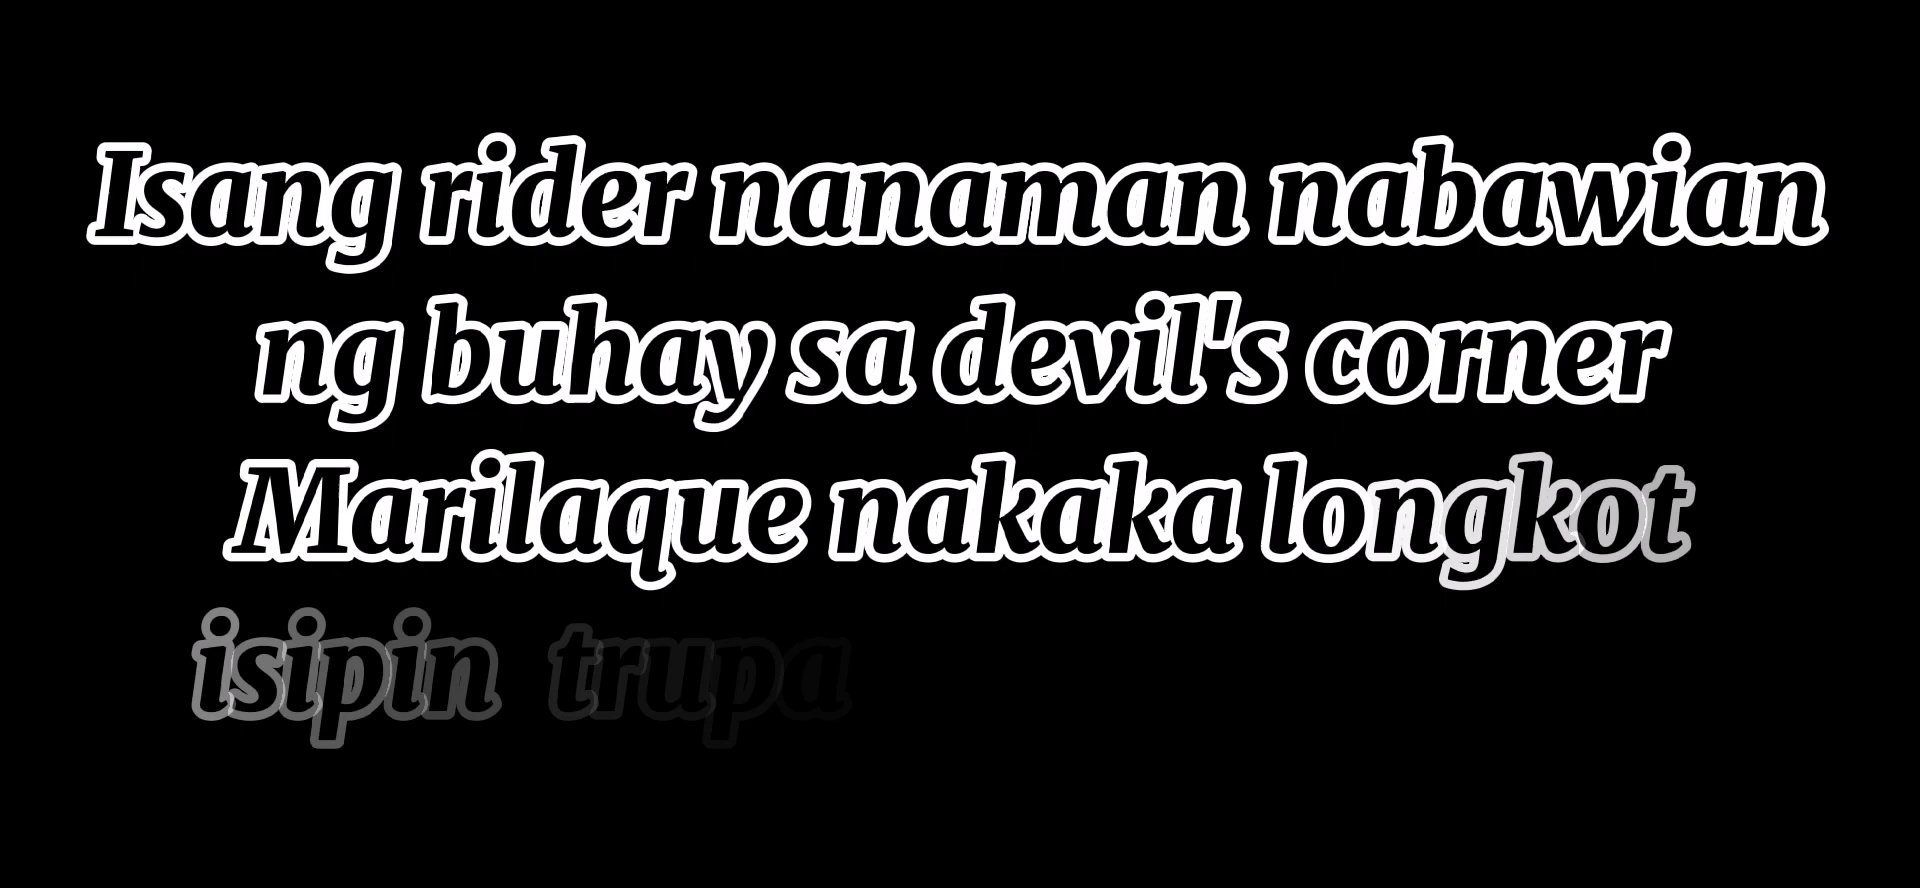 Isang rider nanaman nabawian
ng buhay sa devil's corner
Marilaque nakaka longkot
isipin trupa